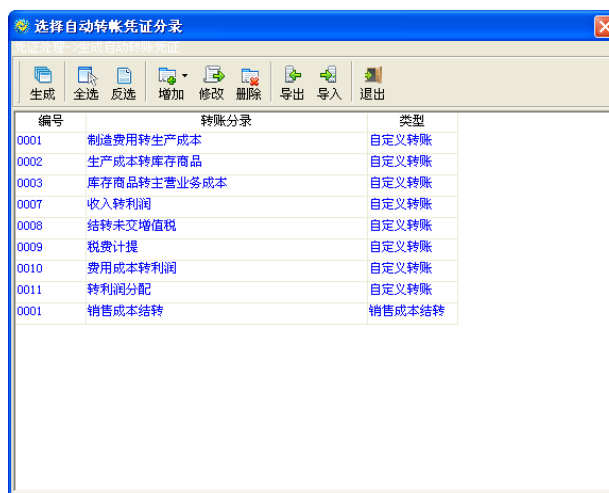 选择自动转帐凭证分录
凭证处理->生成自动转账凭证
生成 全选 反选 增加 修改 删除 导出 导入 退出
编号 转账分录 类型
0001 制造费用转生产成本 自定义转账
0002 生产成本转库存商品 自定义转账
0003 库存商品转主营业务成本 自定义转账
0007 收入转利润 自定义转账
0008 结转未交增值税 自定义转账
0009 税费计提 自定义转账
0010 费用成本转利润 自定义转账
0011 转利润分配 自定义转账
0001 销售成本结转 销售成本结转